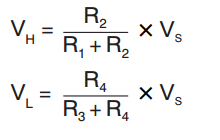 V_H = R_2 / (R_1 + R_2) × V_S
V_L = R_4 / (R_3 + R_4) × V_S